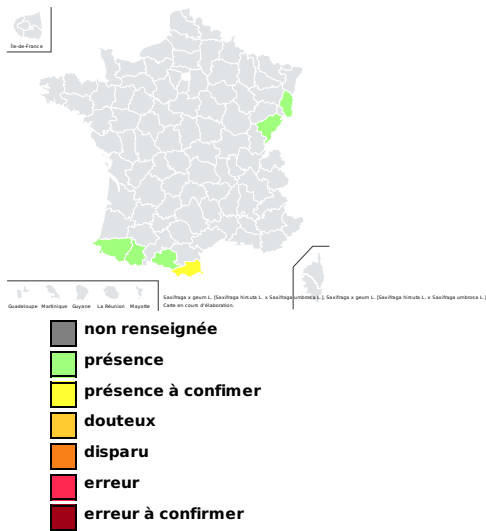 Île-de-France
Guadeloupe Martinique Guyane La Réunion Mayotte
Saxifraga x geum L. [Saxifraga hirsuta L. x Saxifraga umbrosa L.], Saxifraga x geum L. [Saxifraga hirsuta L. x Saxifraga umbrosa L.]
Carte en cours d'élaboration.
non renseignée
présence
présence à confimer
douteux
disparu
erreur
erreur à confirmer